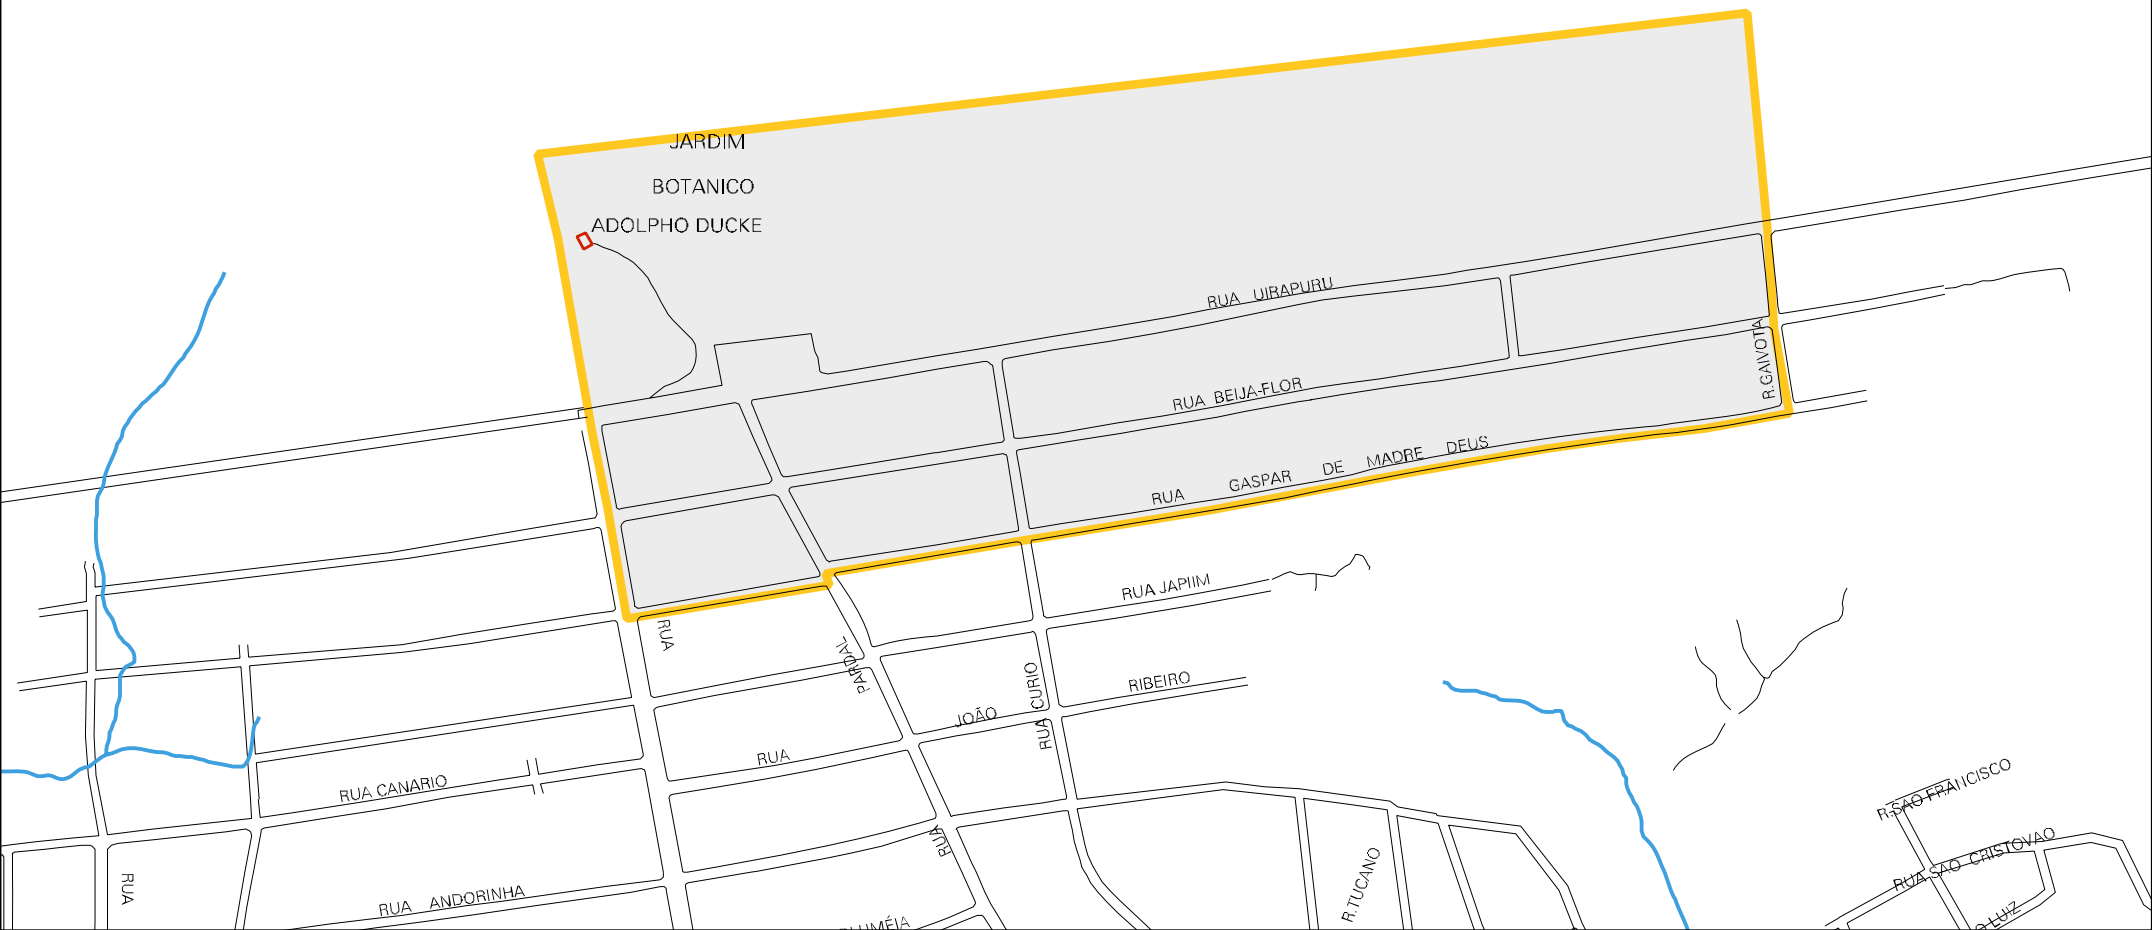 JARDIM
BOTANICO
ADOLPHO DUCKE
RUA UIRAPURU
RUA BEIJA-FLOR
R.GAIVOTA
RUA GASPAR DE MADRE DEUS
RUA JAPIIM
RUA
PARDAL
RUA CURIO
RIBEIRO
JOÃO
RUA
RUA CANARIO
RUA
RUA ANDORINHA
RUA
R.TUCANO
R.SAO FRANCISCO
RUA SAO CRISTOVAO
LUIZ